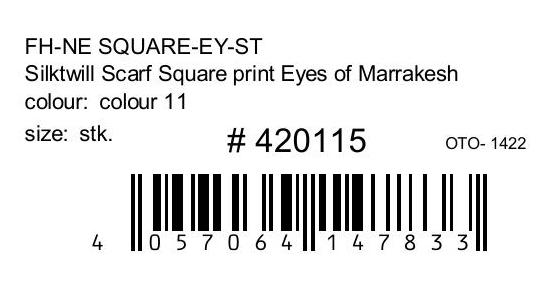 FH-NE SQUARE-EY-ST
Silktwill Scarf Square print Eyes of Marrakesh
colour: colour 11
size: stk.
# 420115
OTO- 1422
4 057064 147833